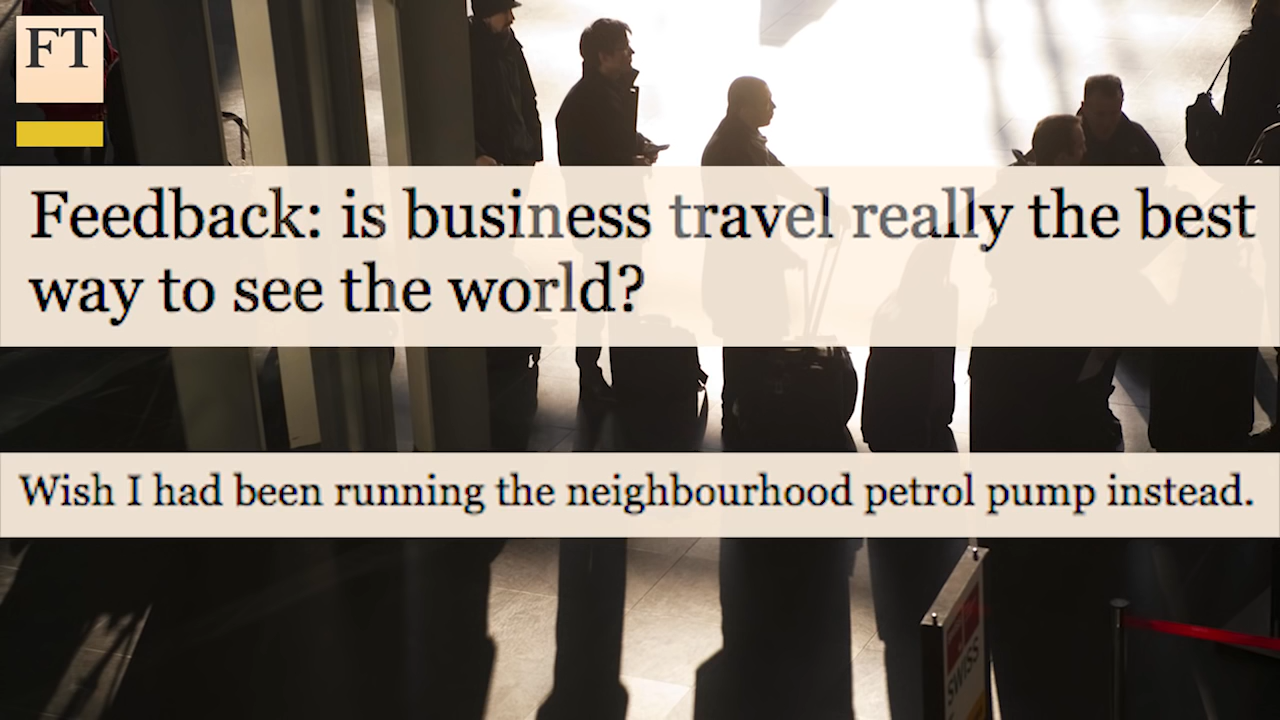 FT
Feedback: is business travel really the best
way to see the world?
Wish I had been running the neighbourhood petrol pump instead.
SWISS